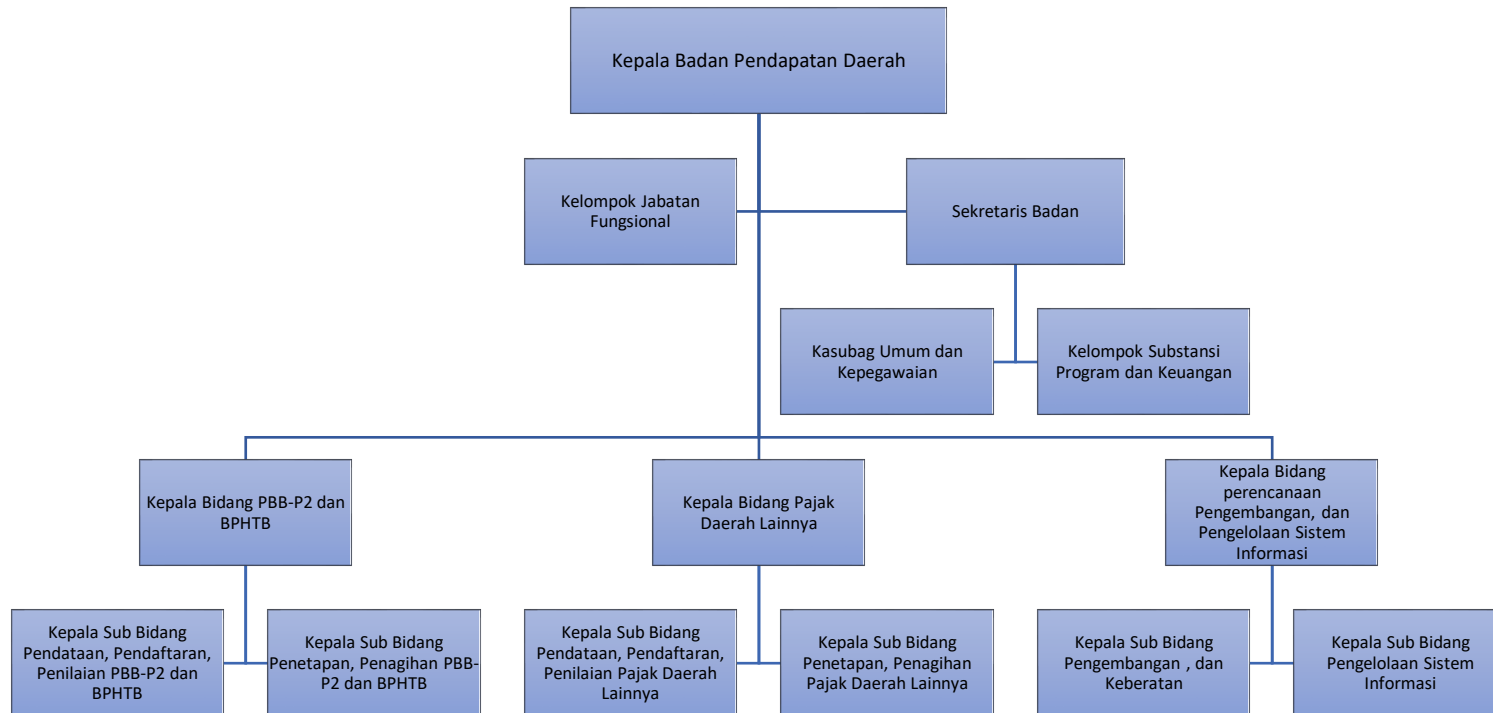 Kepala Badan Pendapatan Daerah
Kelompok Jabatan
Fungsional
Sekretaris Badan
Kasubag Umum dan
Kepegawaian
Kelompok Substansi
Program dan Keuangan
Kepala Bidang PBB-P2 dan
BPHTB
Kepala Bidang Pajak
Daerah Lainnya
Kepala Bidang
perencanaan
Pengembangan, dan
Pengelolaan Sistem
Informasi
Kepala Sub Bidang
Pendataan, Pendaftaran,
Penilaian PBB-P2 dan
BPHTB
Kepala Sub Bidang
Penetapan, Penagihan PBB-
P2 dan BPHTB
Kepala Sub Bidang
Pendataan, Pendaftaran,
Penilaian Pajak Daerah
Lainnya
Kepala Sub Bidang
Penetapan, Penagihan
Pajak Daerah Lainnya
Kepala Sub Bidang
Pengembangan , dan
Keberatan
Kepala Sub Bidang
Pengelolaan Sistem
Informasi